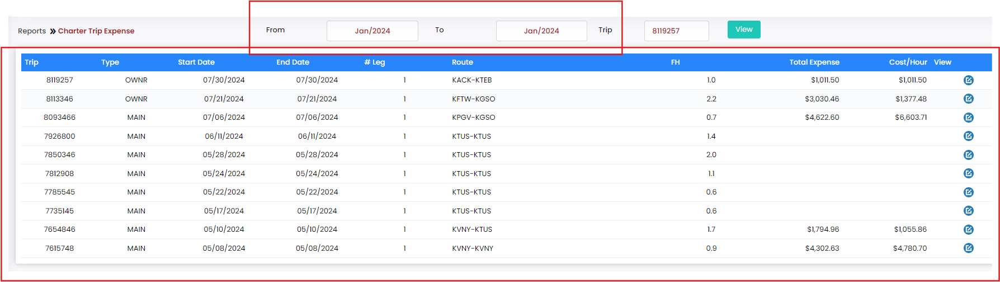 Reports » Charter Trip Expense From Jan/2024 To Jan/2024 Trip 8119257 View
Trip Type Start Date End Date # Leg Route FH Total Expense Cost/Hour View
8119257 OWNR 07/30/2024 07/30/2024 1 KACK-KTEB 1.0 $1,011.50 $1,011.50
8113346 OWNR 07/21/2024 07/21/2024 1 KFTW-KGSO 2.2 $3,030.46 $1,377.48
8093466 MAIN 07/06/2024 07/06/2024 1 KPGV-KGSO 0.7 $4,622.60 $6,603.71
7926800 MAIN 06/11/2024 06/11/2024 1 KTUS-KTUS 1.4
7850346 MAIN 05/28/2024 05/28/2024 1 KTUS-KTUS 2.0
7812908 MAIN 05/24/2024 05/24/2024 1 KTUS-KTUS 1.1
7785545 MAIN 05/22/2024 05/22/2024 1 KTUS-KTUS 0.6
7735145 MAIN 05/17/2024 05/17/2024 1 KTUS-KTUS 0.6
7654846 MAIN 05/10/2024 05/10/2024 1 KVNY-KTUS 1.7 $1,794.96 $1,055.86
7615748 MAIN 05/08/2024 05/08/2024 1 KVNY-KVNY 0.9 $4,302.63 $4,780.70